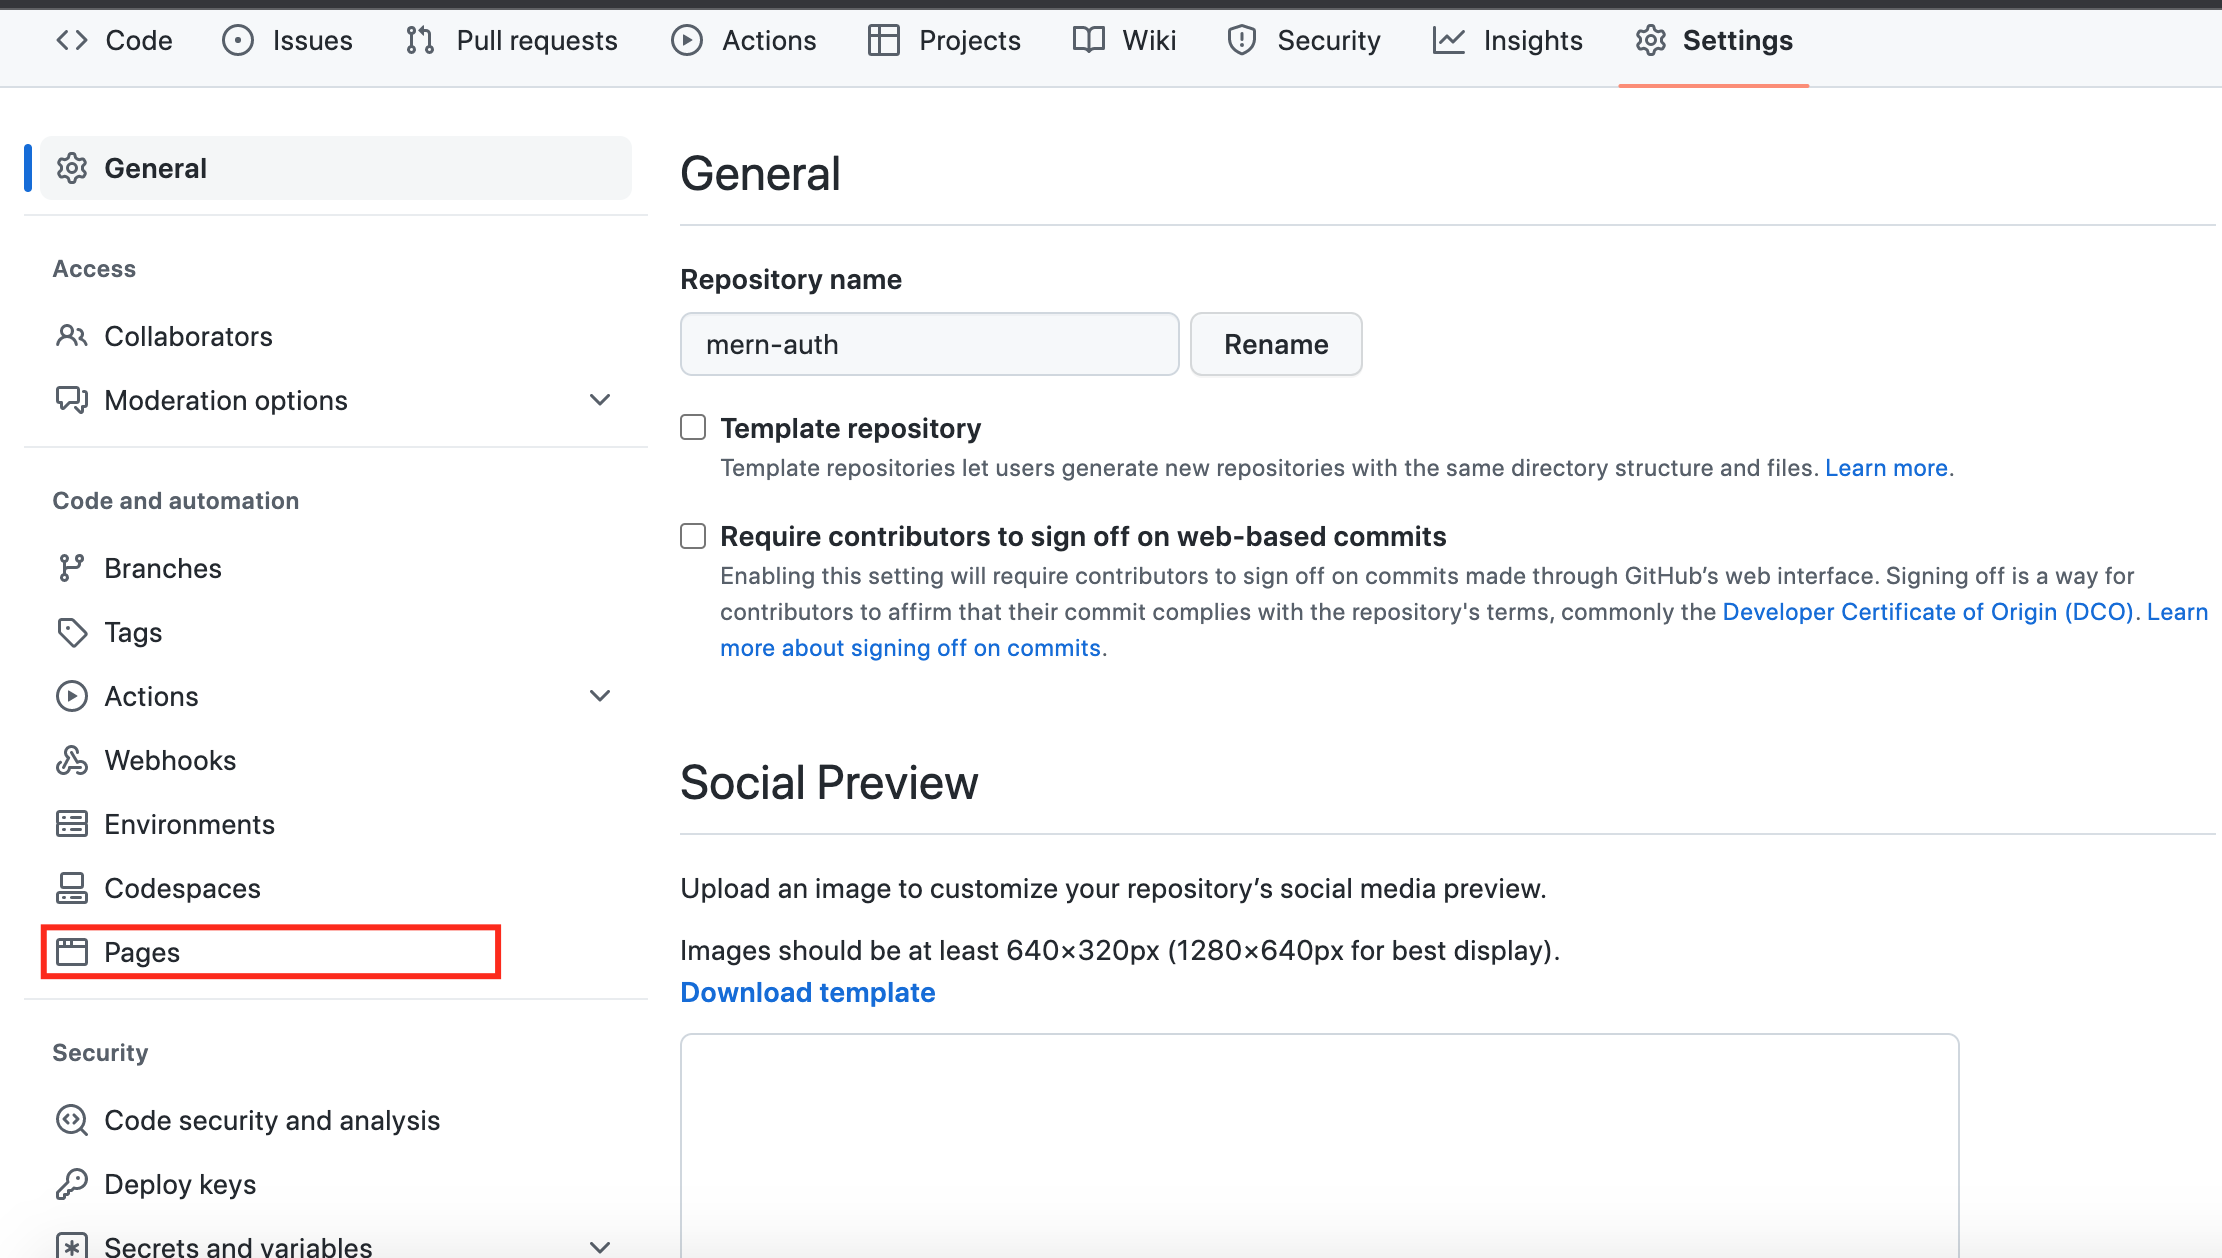 Code Issues Pull requests Actions Projects Wiki Security Insights Settings
General
Access
Collaborators
Moderation options
Code and automation
Branches
Tags
Actions
Webhooks
Environments
Codespaces
Pages
Security
Code security and analysis
Deploy keys
Secrets and variables
General
Repository name
mern-auth Rename
Template repository
Template repositories let users generate new repositories with the same directory structure and files. Learn more.
Require contributors to sign off on web-based commits
Enabling this setting will require contributors to sign off on commits made through GitHub’s web interface. Signing off is a way for
contributors to affirm that their commit complies with the repository's terms, commonly the Developer Certificate of Origin (DCO). Learn
more about signing off on commits.
Social Preview
Upload an image to customize your repository’s social media preview.
Images should be at least 640×320px (1280×640px for best display).
Download template